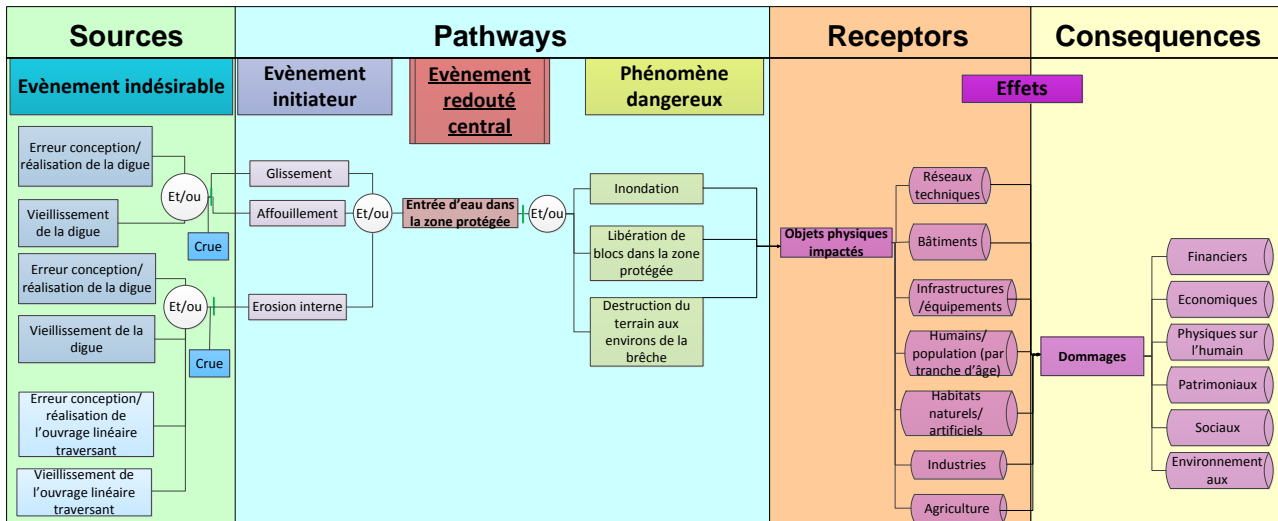 Sources
Pathways
Receptors
Consequences
Evènement indésirable
Evènement
initiateur
Evènement
redouté
central
Phénomène
dangereux
Effets
Erreur conception/
réalisation de la digue
Et/ou
Vieillissement
de la digue
Crue
Erreur conception/
réalisation de la digue
Et/ou
Vieillissement de la
digue
Crue
Erreur conception/
réalisation de
l’ouvrage linéaire
traversant
Vieillissement de
l’ouvrage linéaire
traversant
Glissement
Affouillement
Erosion interne
Et/ou
Entrée d’eau dans
la zone protégée
Et/ou
Inondation
Libération de
blocs dans la zone
protégée
Destruction du
terrain aux
environs de la
brêche
Objets physiques
impactés
Réseaux
techniques
Bâtiments
Infrastructures
/équipements
Humains/
population (par
tranche d’âge)
Habitats
naturels/
artificiels
Industries
Agriculture
Dommages
Financiers
Economiques
Physiques sur
l’humain
Patrimoniaux
Sociaux
Environnement
aux